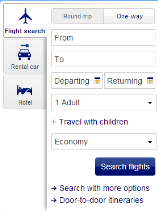 Flight search
Rental car
Hotel
Round-trip One-way
From
To
Departing Returning
1 Adult
+ Travel with children
Economy
Search flights
→ Search with more options
→ Door-to-door itineraries